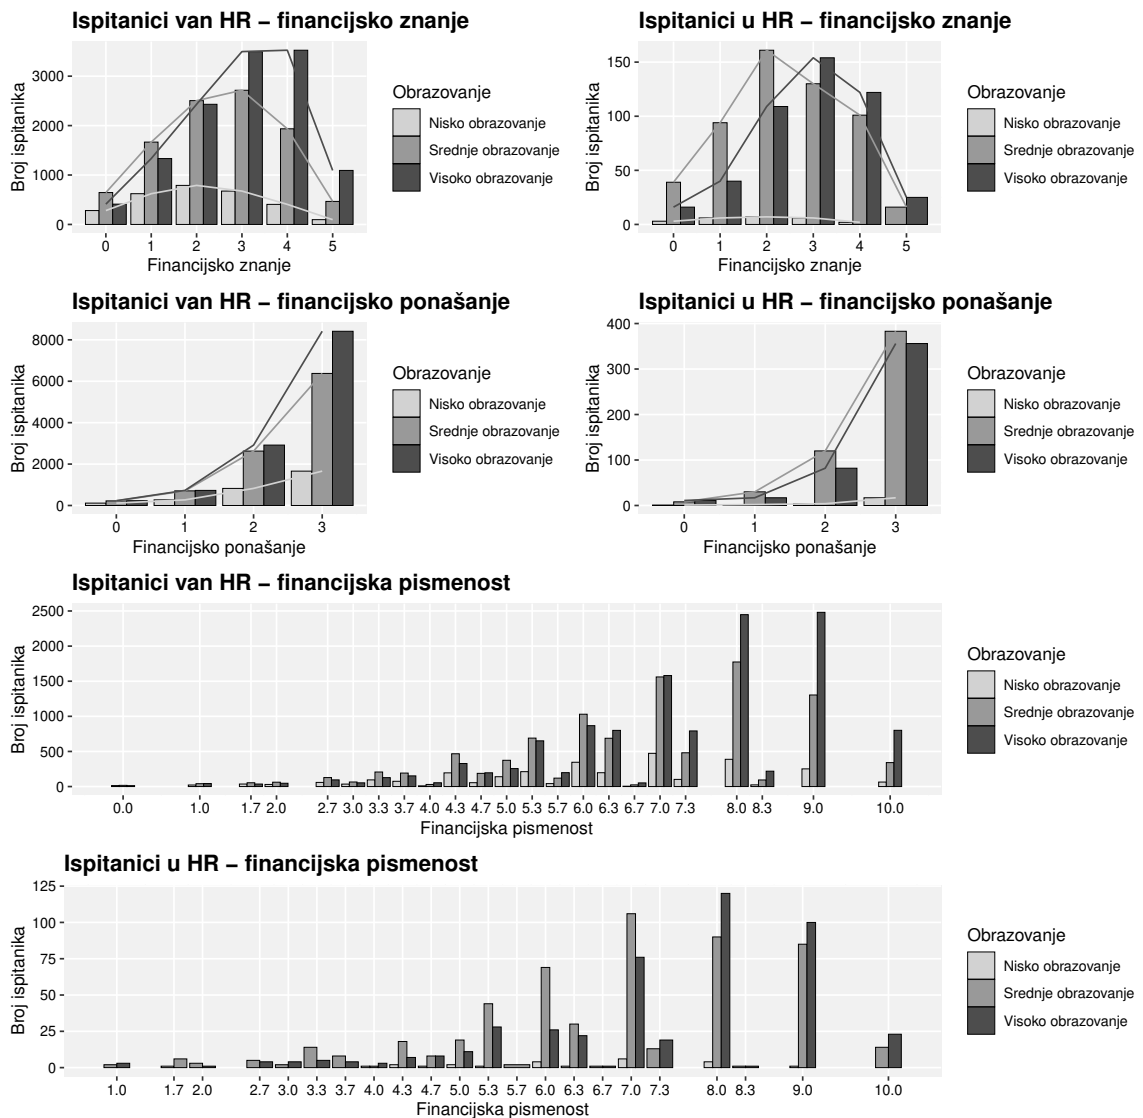 Ispitanici van HR – financijsko znanje
Broj ispitanika
3000
2000
1000
0
0 1 2 3 4 5
Financijsko znanje
Obrazovanje
Nisko obrazovanje
Srednje obrazovanje
Visoko obrazovanje
Ispitanici u HR – financijsko znanje
Broj ispitanika
150
100
50
0
0 1 2 3 4 5
Financijsko znanje
Obrazovanje
Nisko obrazovanje
Srednje obrazovanje
Visoko obrazovanje
Ispitanici van HR – financijsko ponašanje
Broj ispitanika
8000
6000
4000
2000
0
0 1 2 3
Financijsko ponašanje
Obrazovanje
Nisko obrazovanje
Srednje obrazovanje
Visoko obrazovanje
Ispitanici u HR – financijsko ponašanje
Broj ispitanika
400
300
200
100
0
0 1 2 3
Financijsko ponašanje
Obrazovanje
Nisko obrazovanje
Srednje obrazovanje
Visoko obrazovanje
Ispitanici van HR – financijska pismenost
Broj ispitanika
2500
2000
1500
1000
500
0
0.0 1.0 1.7 2.0 2.7 3.0 3.3 3.7 4.0 4.3 4.7 5.0 5.3 5.7 6.0 6.3 6.7 7.0 7.3 8.0 8.3 9.0 10.0
Financijska pismenost
Obrazovanje
Nisko obrazovanje
Srednje obrazovanje
Visoko obrazovanje
Ispitanici u HR – financijska pismenost
Broj ispitanika
125
100
75
50
25
0
1.0 1.7 2.0 2.7 3.0 3.3 3.7 4.0 4.3 4.7 5.0 5.3 5.7 6.0 6.3 6.7 7.0 7.3 8.0 8.3 9.0 10.0
Financijska pismenost
Obrazovanje
Nisko obrazovanje
Srednje obrazovanje
Visoko obrazovanje